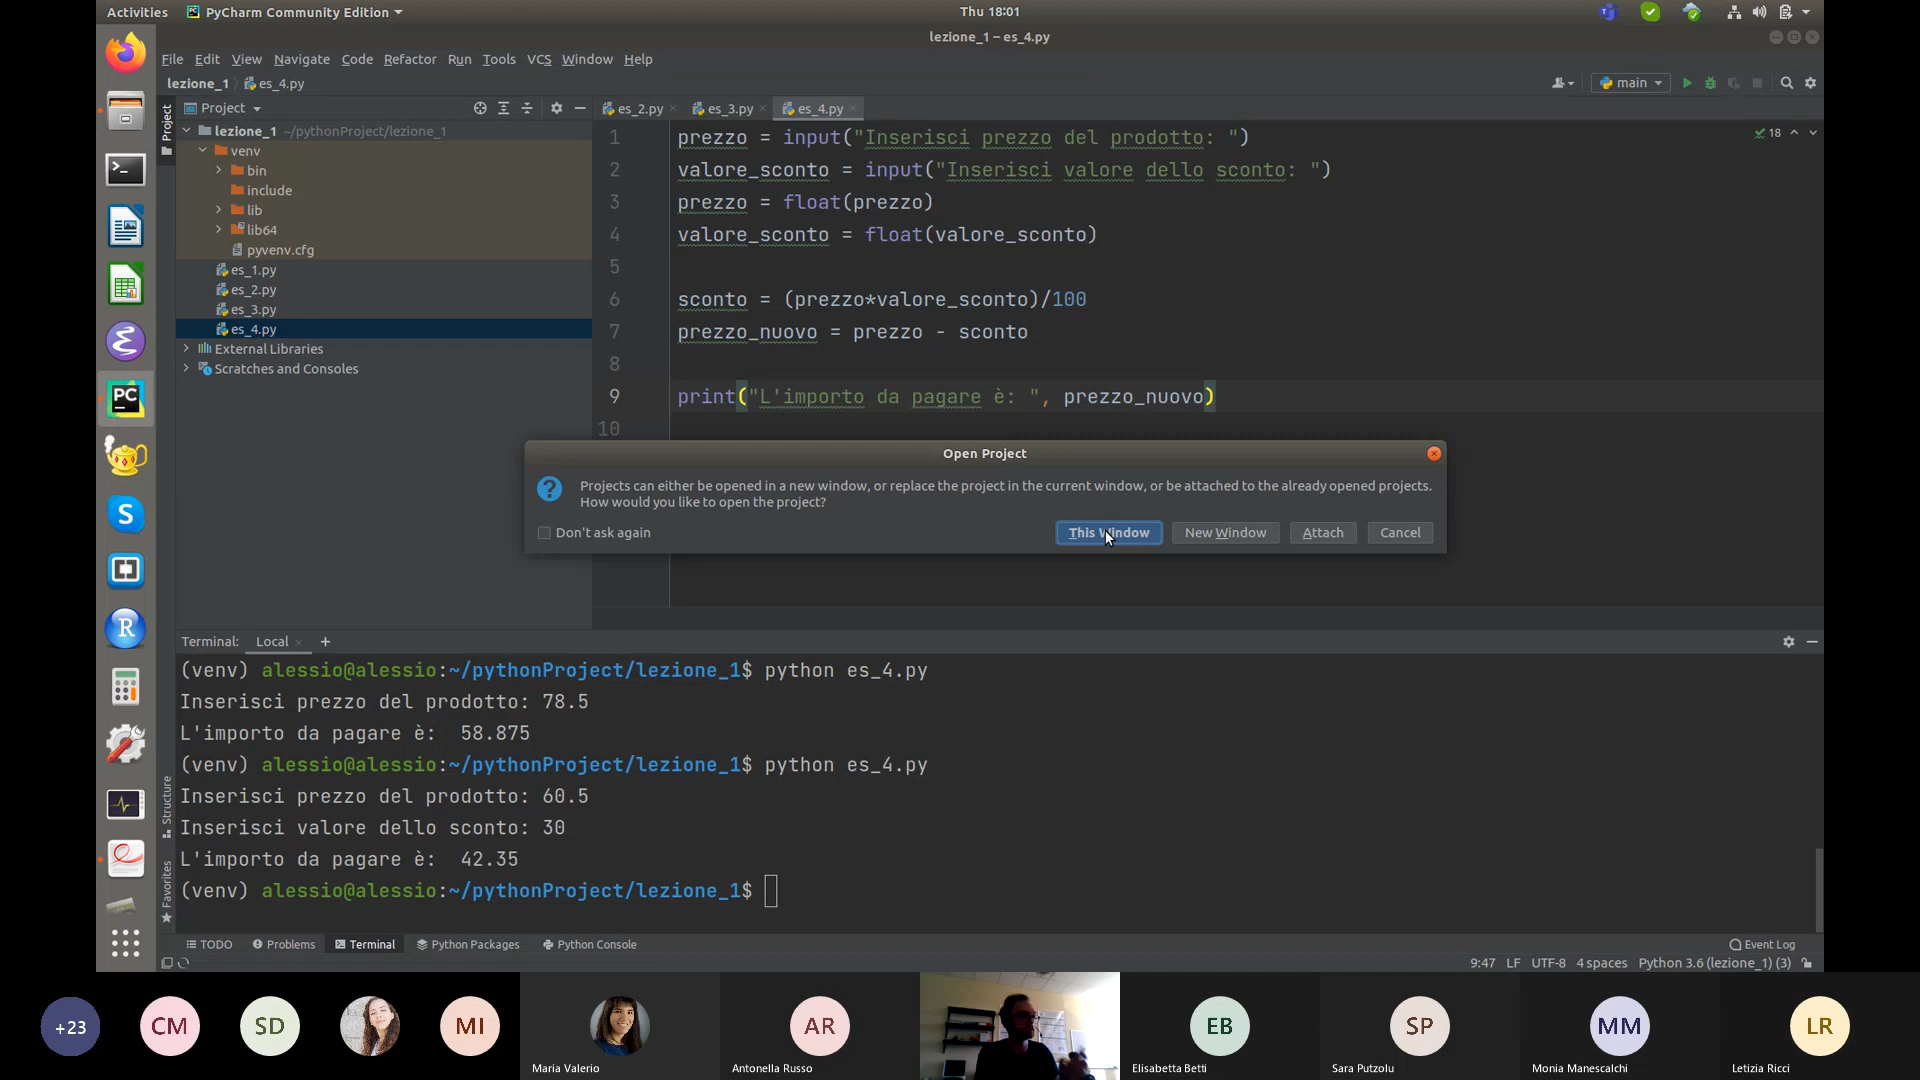 Activities
PyCharm Community Edition
Thu 18:01
lezione_1 – es_4.py
File Edit View Navigate Code Refactor Run Tools VCS Window Help
lezione_1 es_4.py
main
Project
Project
es_2.py
es_3.py
es_4.py
lezione_1 ~/pythonProject/lezione_1
venv
bin
include
lib
lib64
pyvenv.cfg
es_1.py
es_2.py
es_3.py
es_4.py
External Libraries
Scratches and Consoles
1 prezzo = input("Inserisci prezzo del prodotto: ")
2 valore_sconto = input("Inserisci valore dello sconto: ")
3 prezzo = float(prezzo)
4 valore_sconto = float(valore_sconto)
5
6 sconto = (prezzo*valore_sconto)/100
7 prezzo_nuovo = prezzo - sconto
8
9 print("L'importo da pagare è: ", prezzo_nuovo)
10
18
Open Project
Projects can either be opened in a new window, or replace the project in the current window, or be attached to the already opened projects.
How would you like to open the project?
Don't ask again
This Window
New Window
Attach
Cancel
Terminal: Local +
(venv) alessio@alessio:~/pythonProject/lezione_1$ python es_4.py
Inserisci prezzo del prodotto: 78.5
L'importo da pagare è:  58.875
(venv) alessio@alessio:~/pythonProject/lezione_1$ python es_4.py
Inserisci prezzo del prodotto: 60.5
Inserisci valore dello sconto: 30
L'importo da pagare è:  42.35
(venv) alessio@alessio:~/pythonProject/lezione_1$
Structure
Favorites
TODO
Problems
Terminal
Python Packages
Python Console
Event Log
9:47 LF UTF-8 4 spaces Python 3.6 (lezione_1) (3)
PC
S
R
+23
CM
SD
MI
Maria Valerio
AR
Antonella Russo
EB
Elisabetta Betti
SP
Sara Putzolu
MM
Monia Manescalchi
LR
Letizia Ricci